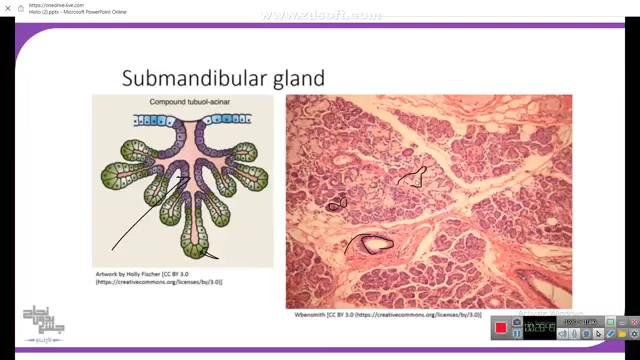 https://onedrive.live.com
Histo (2).pptx - Microsoft PowerPoint Online
www.zdsoft.com
Submandibular gland
Compound tubuol-acinar
Artwork by Holly Fischer [CC BY 3.0
(https://creativecommons.org/licenses/by/3.0)]
Wbensmith [CC BY 3.0 (https://creativecommons.org/licenses/by/3.0)]
Activate Windows